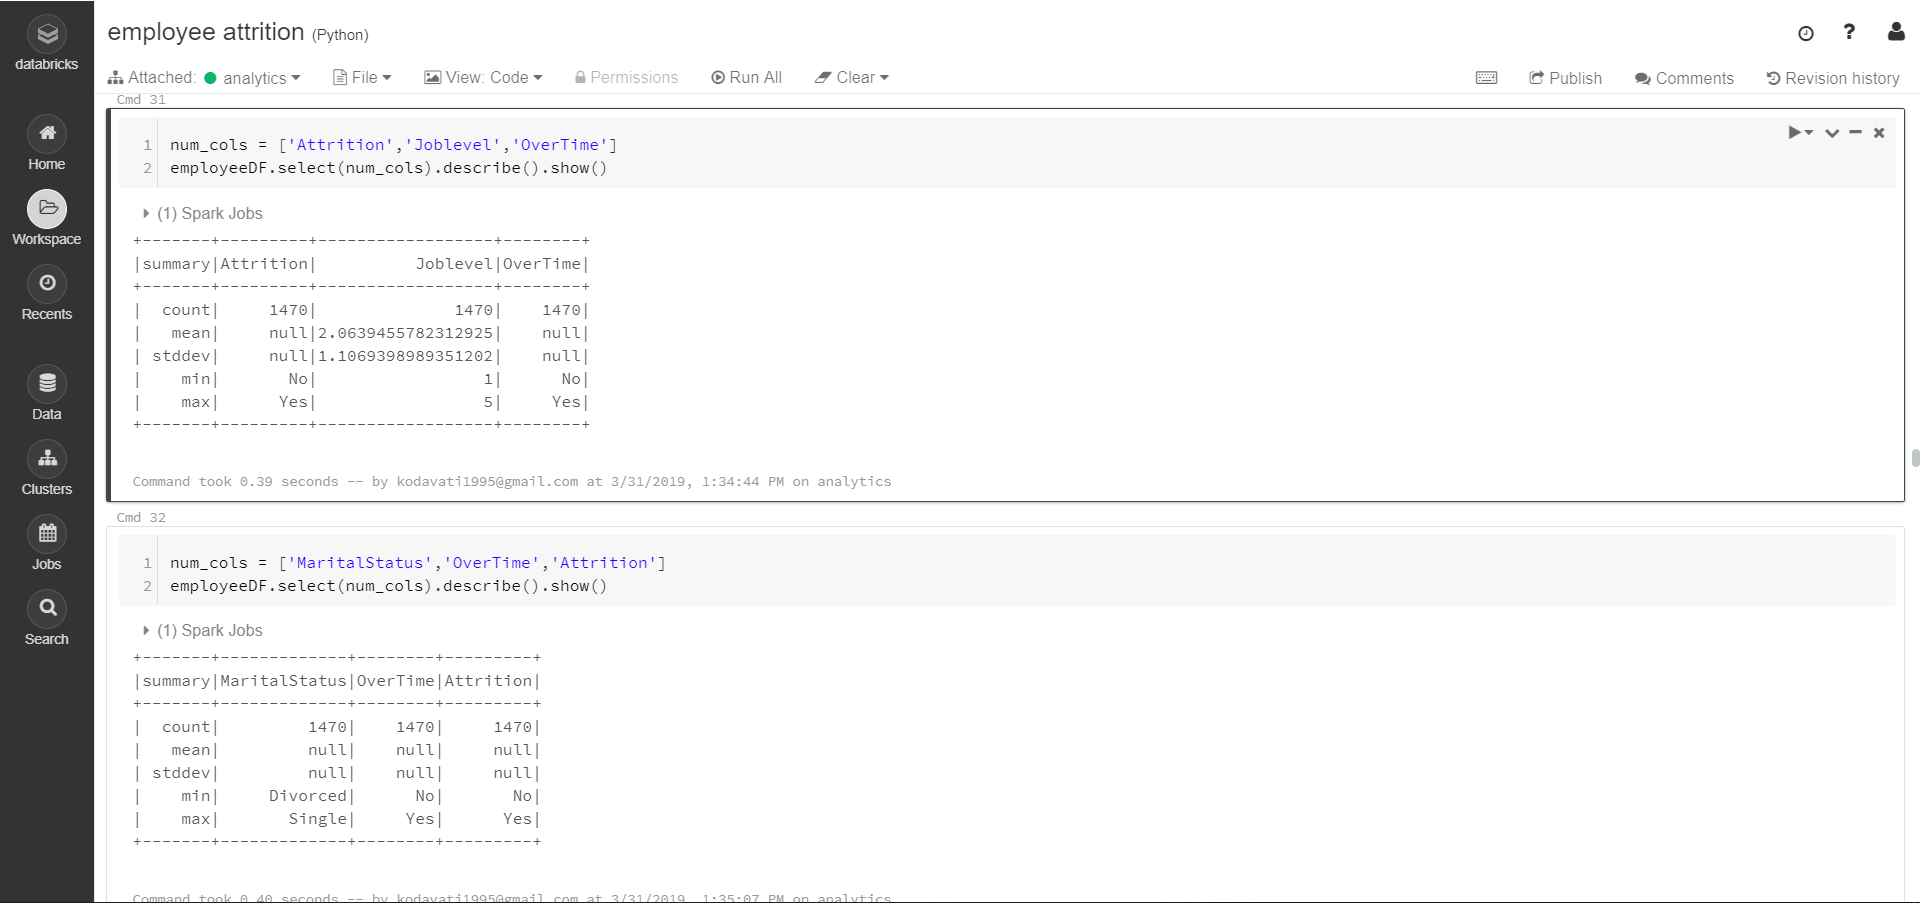 databricks
Home
Workspace
Recents
Data
Clusters
Jobs
Search
employee attrition (Python)
?
Attached: analytics File View: Code Permissions Run All Clear Publish Comments Revision history
Cmd 31
1 num_cols = ['Attrition','Joblevel','OverTime']
2 employeeDF.select(num_cols).describe().show()
(1) Spark Jobs
+-------+---------+------------------+--------+
|summary|Attrition|          Joblevel|OverTime|
+-------+---------+------------------+--------+
|  count|     1470|              1470|    1470|
|   mean|     null|2.0639455782312925|    null|
| stddev|     null|1.1069398989351202|    null|
|    min|       No|                 1|      No|
|    max|      Yes|                 5|     Yes|
+-------+---------+------------------+--------+
Command took 0.39 seconds -- by kodavati1995@gmail.com at 3/31/2019, 1:34:44 PM on analytics
Cmd 32
1 num_cols = ['MaritalStatus','OverTime','Attrition']
2 employeeDF.select(num_cols).describe().show()
(1) Spark Jobs
+-------+-------------+--------+---------+
|summary|MaritalStatus|OverTime|Attrition|
+-------+-------------+--------+---------+
|  count|         1470|    1470|     1470|
|   mean|         null|    null|     null|
| stddev|         null|    null|     null|
|    min|     Divorced|      No|       No|
|    max|       Single|     Yes|      Yes|
+-------+-------------+--------+---------+
Command took 0.40 seconds -- by kodavati1995@gmail.com at 3/31/2019, 1:35:07 PM on analytics